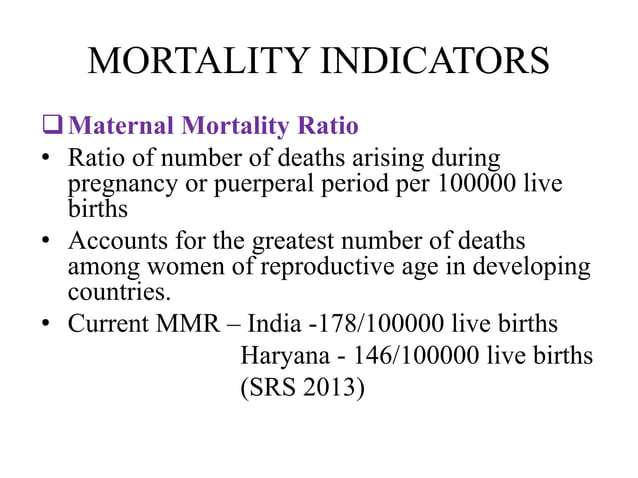 MORTALITY INDICATORS
❑Maternal Mortality Ratio
• Ratio of number of deaths arising during
pregnancy or puerperal period per 100000 live
births
• Accounts for the greatest number of deaths
among women of reproductive age in developing
countries.
• Current MMR – India -178/100000 live births
Haryana - 146/100000 live births
(SRS 2013)